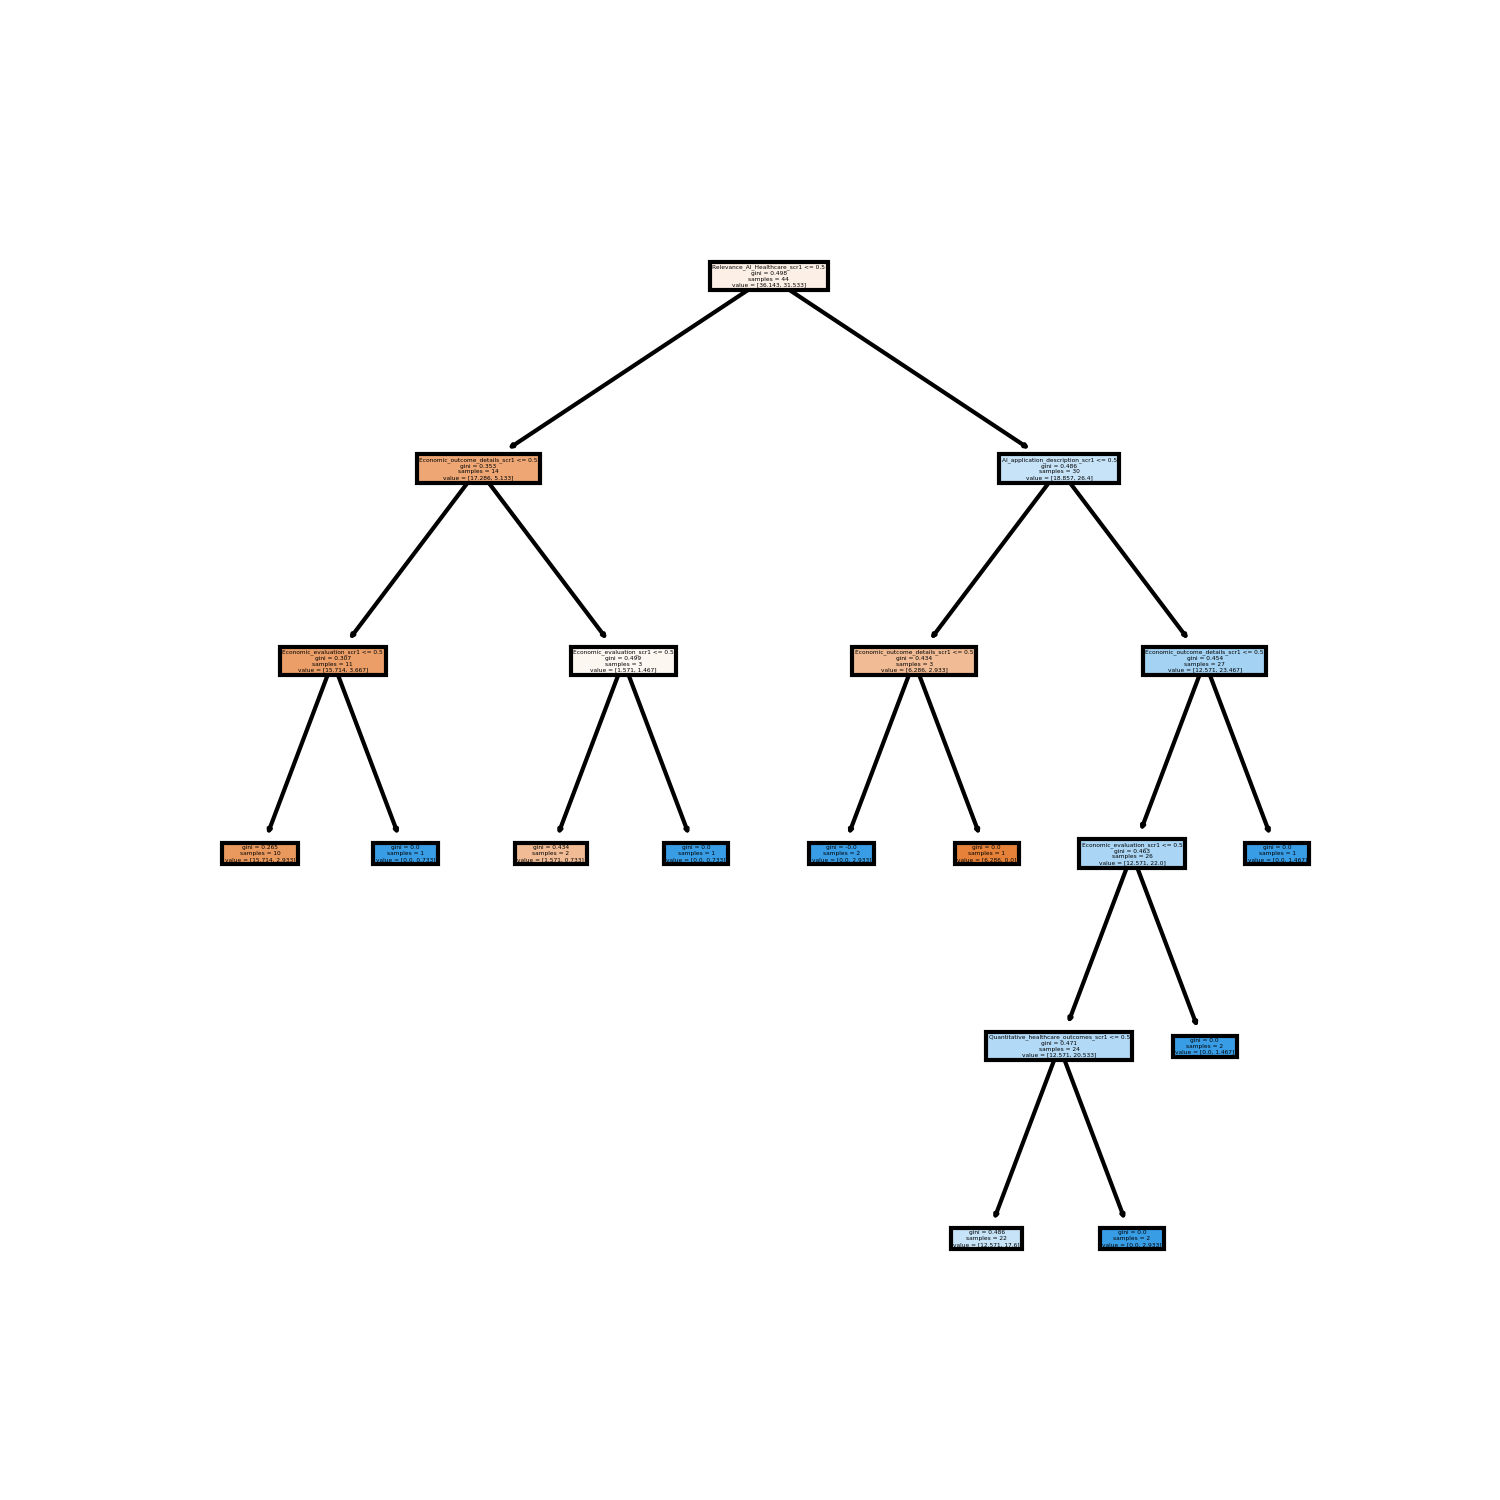 Relevance_AI_Healthcare_scr1 <= 0.5
gini = 0.498
samples = 44
value = [36.143, 31.533]
Economic_outcome_details_scr1 <= 0.5
gini = 0.353
samples = 14
value = [17.286, 5.133]
AI_application_description_scr1 <= 0.5
gini = 0.486
samples = 30
value = [18.857, 26.4]
Economic_evaluation_scr1 <= 0.5
gini = 0.307
samples = 11
value = [15.714, 3.667]
Economic_evaluation_scr1 <= 0.5
gini = 0.499
samples = 3
value = [1.571, 1.467]
Economic_outcome_details_scr1 <= 0.5
gini = 0.434
samples = 3
value = [6.286, 2.933]
Economic_outcome_details_scr1 <= 0.5
gini = 0.454
samples = 27
value = [12.571, 23.467]
gini = 0.265
samples = 10
value = [15.714, 2.933]
gini = 0.0
samples = 1
value = [0.0, 0.733]
gini = 0.434
samples = 2
value = [1.571, 0.733]
gini = 0.0
samples = 1
value = [0.0, 0.733]
gini = -0.0
samples = 2
value = [0.0, 2.933]
gini = 0.0
samples = 1
value = [6.286, 0.0]
Economic_evaluation_scr1 <= 0.5
gini = 0.463
samples = 26
value = [12.571, 22.0]
gini = 0.0
samples = 1
value = [0.0, 1.467]
Quantitative_healthcare_outcomes_scr1 <= 0.5
gini = 0.471
samples = 24
value = [12.571, 20.533]
gini = 0.0
samples = 2
value = [0.0, 1.467]
gini = 0.486
samples = 22
value = [12.571, 17.6]
gini = 0.0
samples = 2
value = [0.0, 2.933]